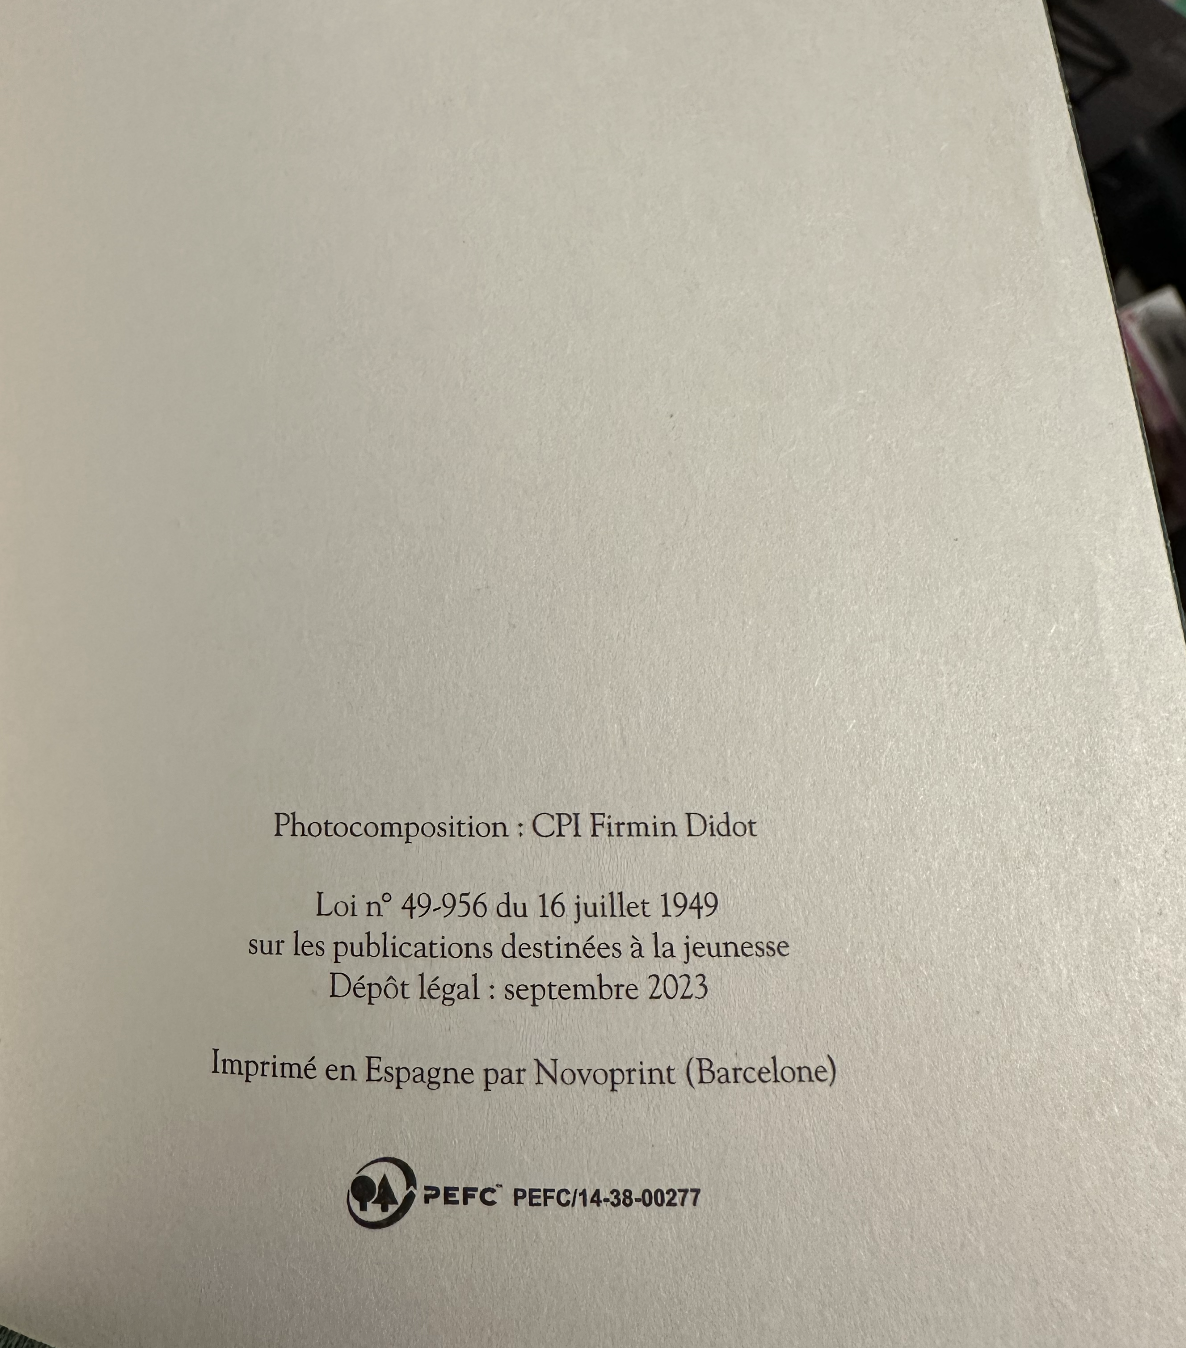 Photocomposition : CPI Firmin Didot
Loi n° 49-956 du 16 juillet 1949
sur les publications destinées à la jeunesse
Dépôt légal : septembre 2023
Imprimé en Espagne par Novoprint (Barcelone)
PEFC™ PEFC/14-38-00277